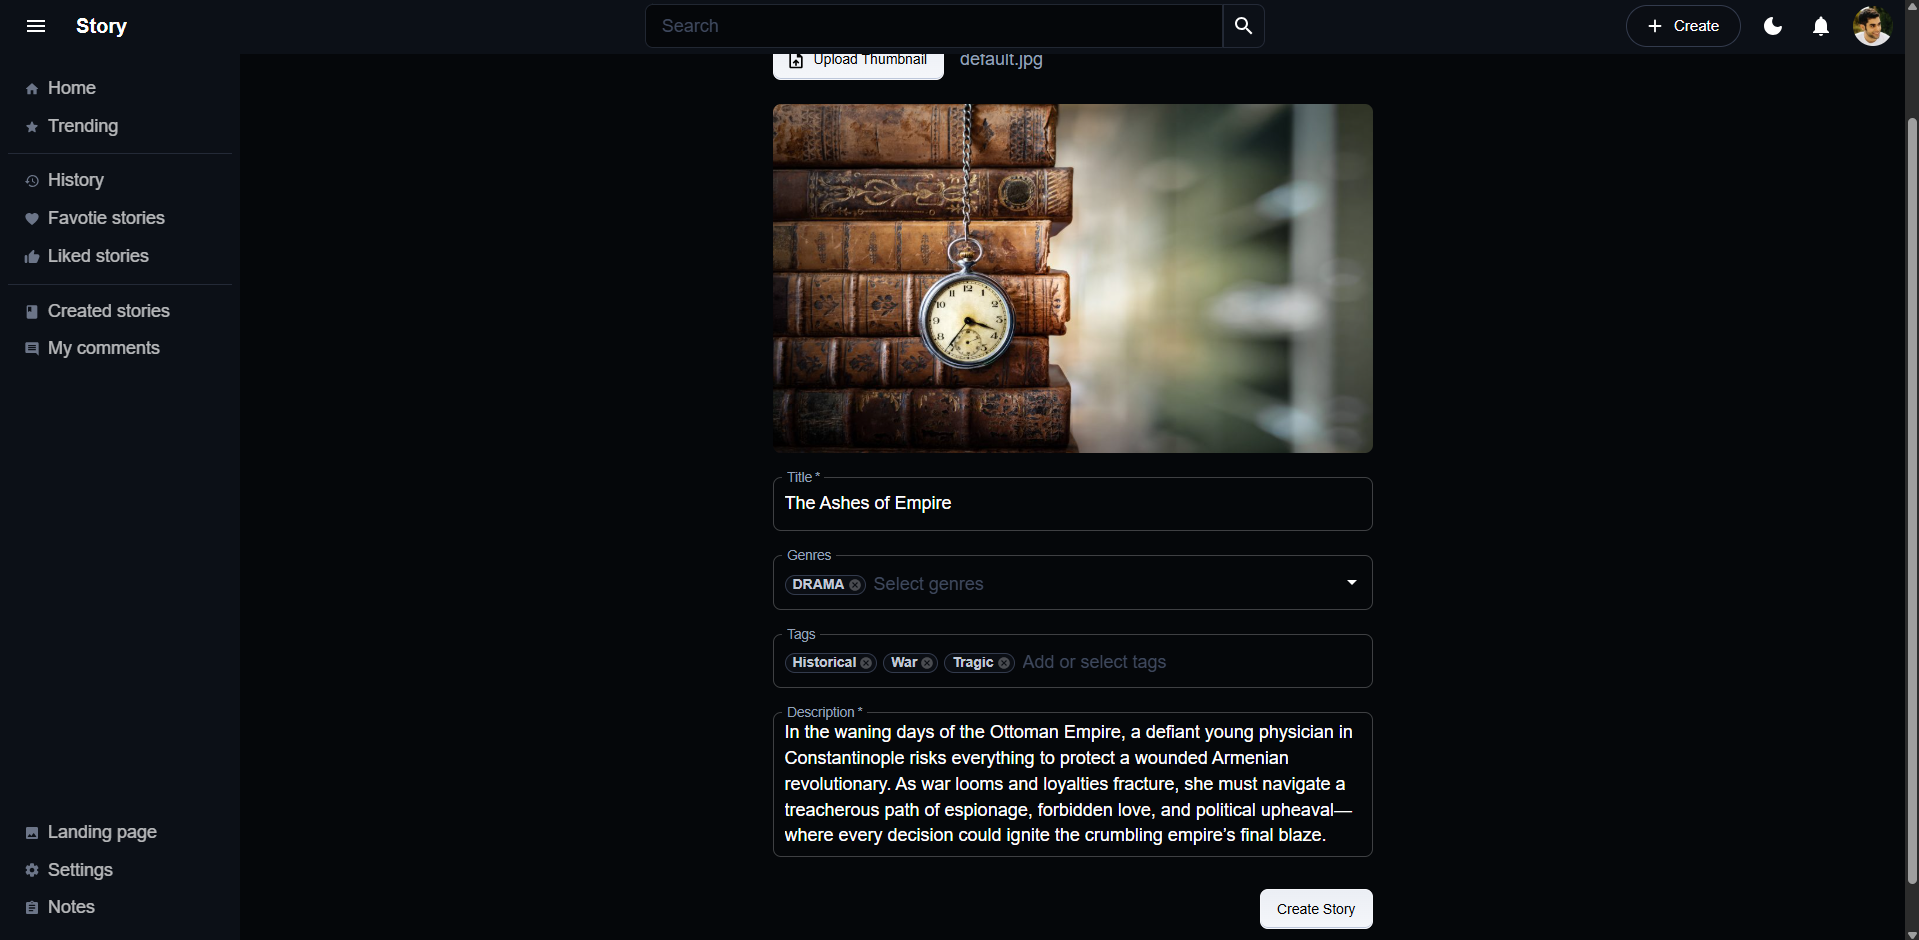 Story
Search
Create
Home
Trending
History
Favotie stories
Liked stories
Created stories
My comments
Landing page
Settings
Notes
Upload Thumbnail
default.jpg
Title *
The Ashes of Empire
Genres
DRAMA Select genres
Tags
Historical War Tragic Add or select tags
Description *
In the waning days of the Ottoman Empire, a defiant young physician in
Constantinople risks everything to protect a wounded Armenian
revolutionary. As war looms and loyalties fracture, she must navigate a
treacherous path of espionage, forbidden love, and political upheaval—
where every decision could ignite the crumbling empire’s final blaze.
Create Story